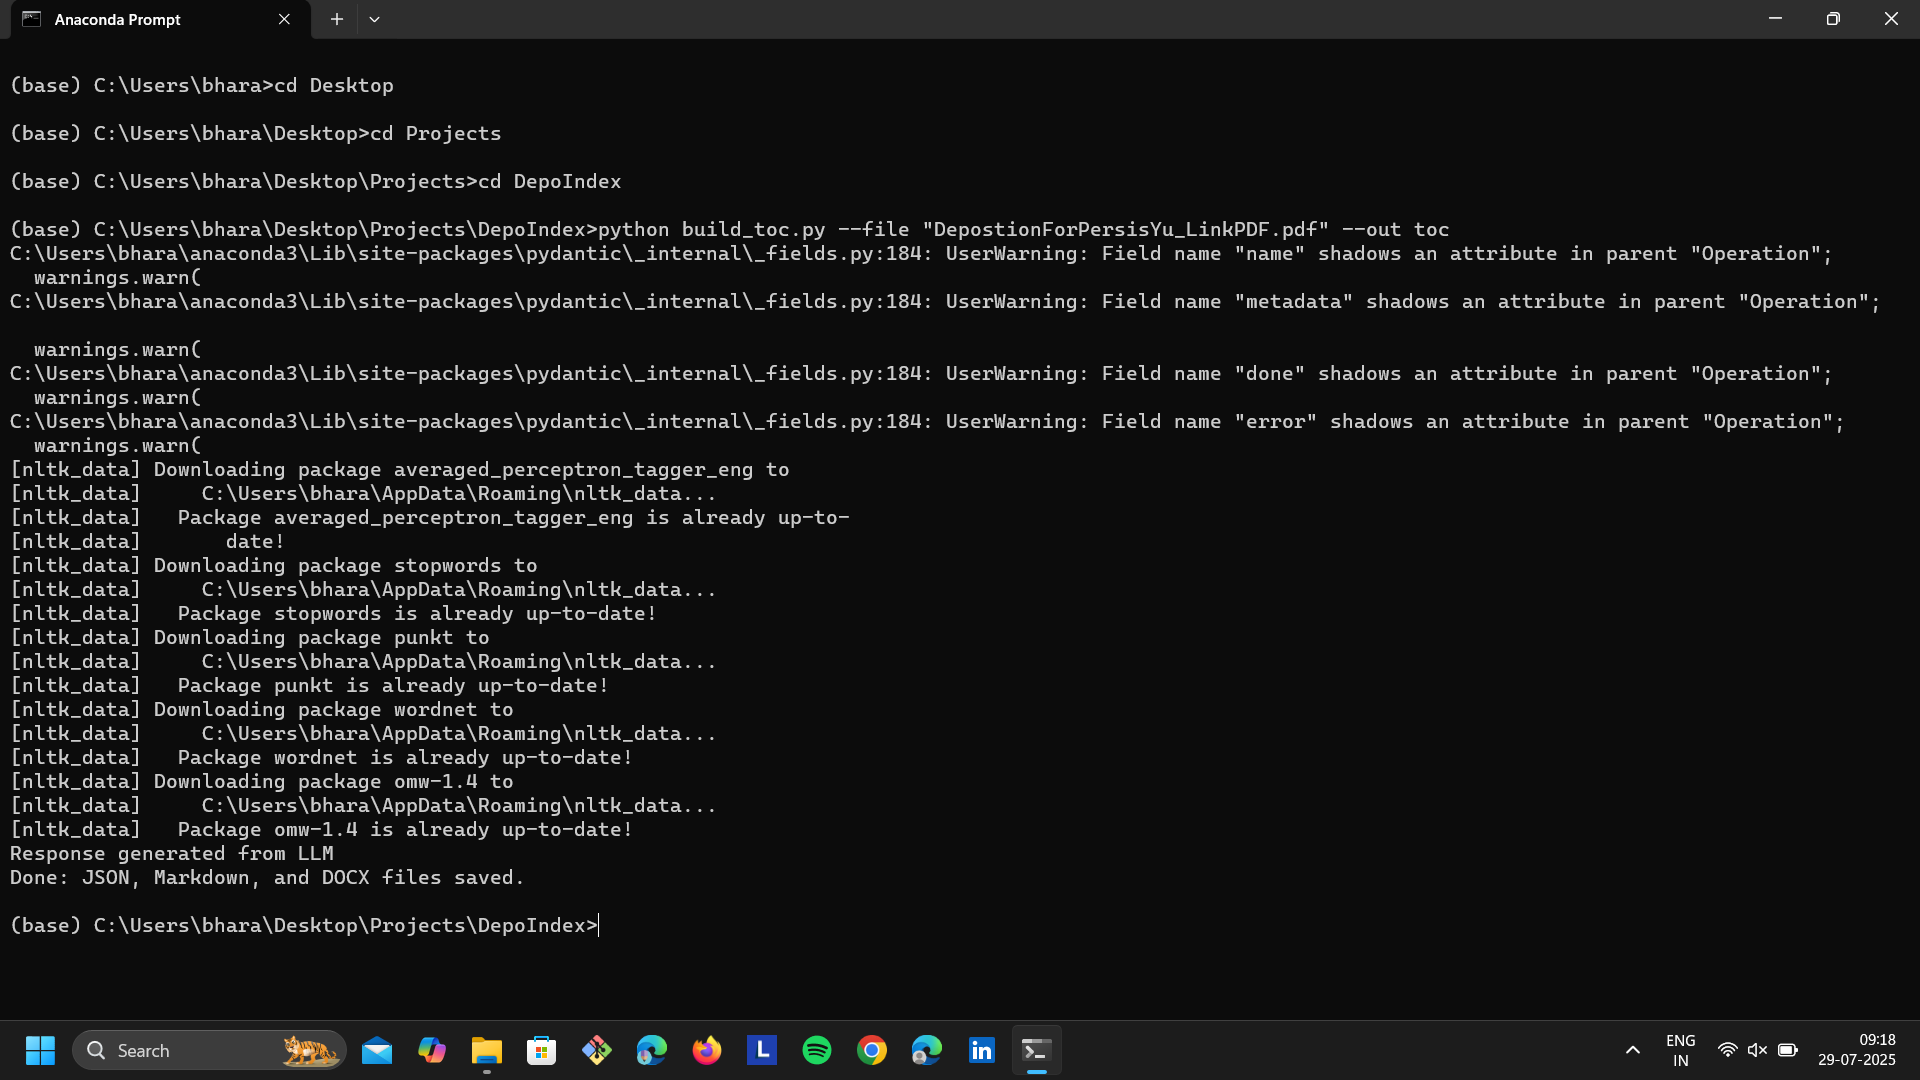 Anaconda Prompt
(base) C:\Users\bhara>cd Desktop
(base) C:\Users\bhara\Desktop>cd Projects
(base) C:\Users\bhara\Desktop\Projects>cd DepoIndex
(base) C:\Users\bhara\Desktop\Projects\DepoIndex>python build_toc.py --file "DepostionForPersisYu_LinkPDF.pdf" --out toc
C:\Users\bhara\anaconda3\Lib\site-packages\pydantic\_internal\_fields.py:184: UserWarning: Field name "name" shadows an attribute in parent "Operation";
  warnings.warn(
C:\Users\bhara\anaconda3\Lib\site-packages\pydantic\_internal\_fields.py:184: UserWarning: Field name "metadata" shadows an attribute in parent "Operation";
  warnings.warn(
C:\Users\bhara\anaconda3\Lib\site-packages\pydantic\_internal\_fields.py:184: UserWarning: Field name "done" shadows an attribute in parent "Operation";
  warnings.warn(
C:\Users\bhara\anaconda3\Lib\site-packages\pydantic\_internal\_fields.py:184: UserWarning: Field name "error" shadows an attribute in parent "Operation";
  warnings.warn(
[nltk_data] Downloading package averaged_perceptron_tagger_eng to
[nltk_data]     C:\Users\bhara\AppData\Roaming\nltk_data...
[nltk_data]   Package averaged_perceptron_tagger_eng is already up-to-
[nltk_data]       date!
[nltk_data] Downloading package stopwords to
[nltk_data]     C:\Users\bhara\AppData\Roaming\nltk_data...
[nltk_data]   Package stopwords is already up-to-date!
[nltk_data] Downloading package punkt to
[nltk_data]     C:\Users\bhara\AppData\Roaming\nltk_data...
[nltk_data]   Package punkt is already up-to-date!
[nltk_data] Downloading package wordnet to
[nltk_data]     C:\Users\bhara\AppData\Roaming\nltk_data...
[nltk_data]   Package wordnet is already up-to-date!
[nltk_data] Downloading package omw-1.4 to
[nltk_data]     C:\Users\bhara\AppData\Roaming\nltk_data...
[nltk_data]   Package omw-1.4 is already up-to-date!
Response generated from LLM
Done: JSON, Markdown, and DOCX files saved.
(base) C:\Users\bhara\Desktop\Projects\DepoIndex>
Search
L
in
ENG
IN
09:18
29-07-2025